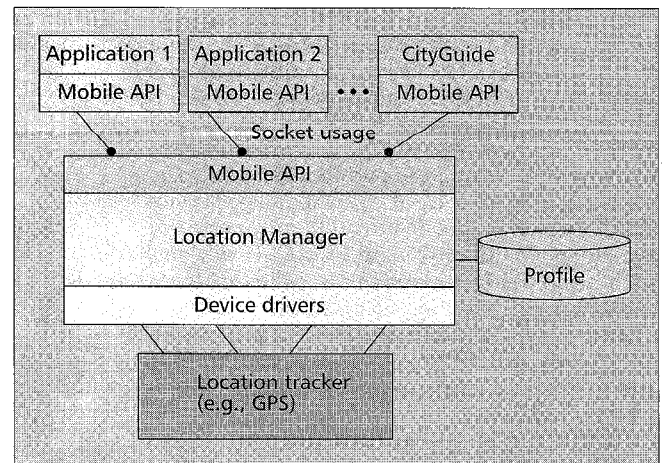 Application 1
Application 2
CityGuide
Mobile API
Mobile API
•••
Mobile API
Socket usage
Mobile API
Location Manager
Profile
Device drivers
Location tracker
(e.g., GPS)